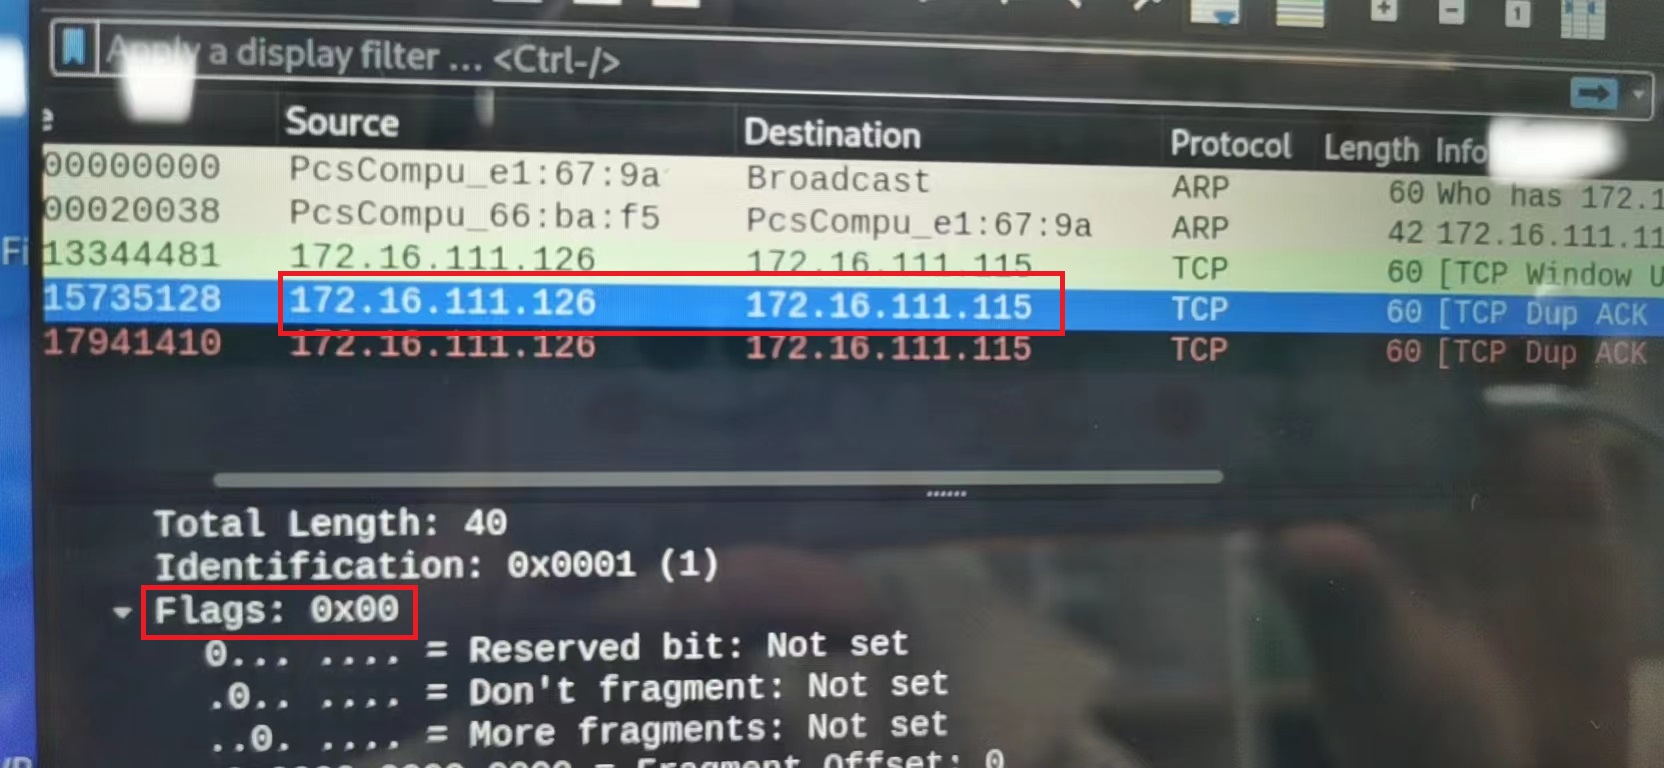 Apply a display filter ... <Ctrl-/>
Source Destination Protocol Length Info
00000000 PcsCompu_e1:67:9a Broadcast ARP 60 Who has 172.1
00020038 PcsCompu_66:ba:f5 PcsCompu_e1:67:9a ARP 42 172.16.111.11
13344481 172.16.111.126 172.16.111.115 TCP 60 [TCP Window U
15735128 172.16.111.126 172.16.111.115 TCP 60 [TCP Dup ACK
17941410 172.16.111.126 172.16.111.115 TCP 60 [TCP Dup ACK
Fi
Total Length: 40
Identification: 0x0001 (1)
Flags: 0x00
0... .... = Reserved bit: Not set
.0.. .... = Don't fragment: Not set
..0. .... = More fragments: Not set
= Fragment Offset: 0